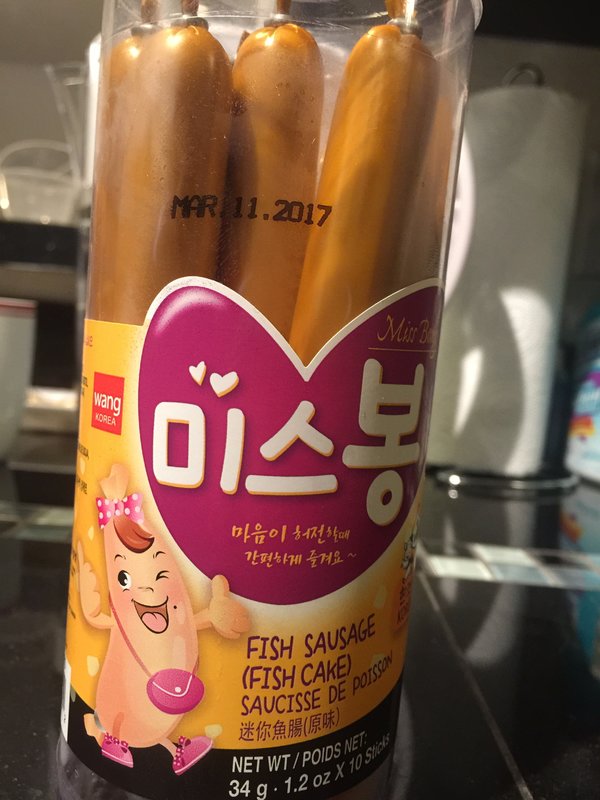 MAR.11.2017
Miss Bong
wang
KOREA
미스봉
마음이 허전할때
간편하게 즐겨요~
FISH SAUSAGE
(FISH CAKE)
SAUCISSE DE POISSON
迷你魚腸(原味)
NET WT / POIDS NET:
34 g · 1.2 oz X 10 Sticks